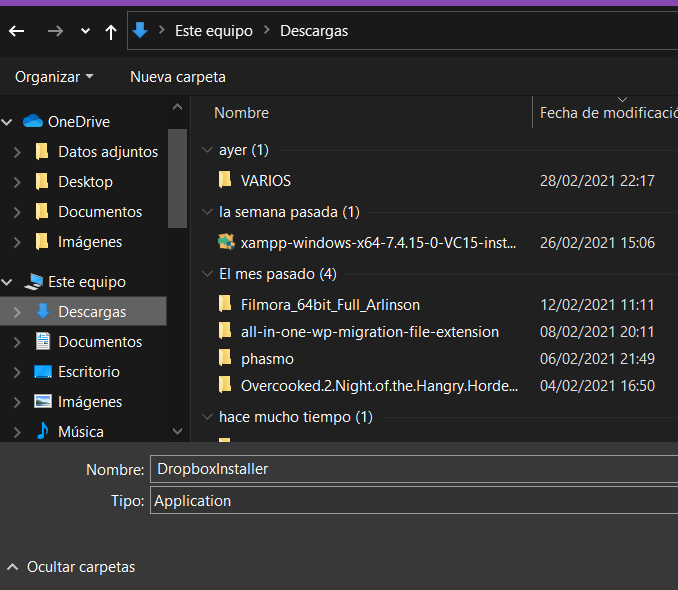 Este equipo > Descargas
Organizar Nueva carpeta
OneDrive
Datos adjuntos
Desktop
Documentos
Imágenes
Este equipo
Descargas
Documentos
Escritorio
Imágenes
Música
Nombre Fecha de modificació
ayer (1)
VARIOS 28/02/2021 22:17
la semana pasada (1)
xampp-windows-x64-7.4.15-0-VC15-inst... 26/02/2021 15:06
El mes pasado (4)
Filmora_64bit_Full_Arlinson 12/02/2021 11:11
all-in-one-wp-migration-file-extension 08/02/2021 20:11
phasmo 06/02/2021 21:49
Overcooked.2.Night.of.the.Hangry.Horde... 04/02/2021 16:50
hace mucho tiempo (1)
Nombre: DropboxInstaller
Tipo: Application
Ocultar carpetas